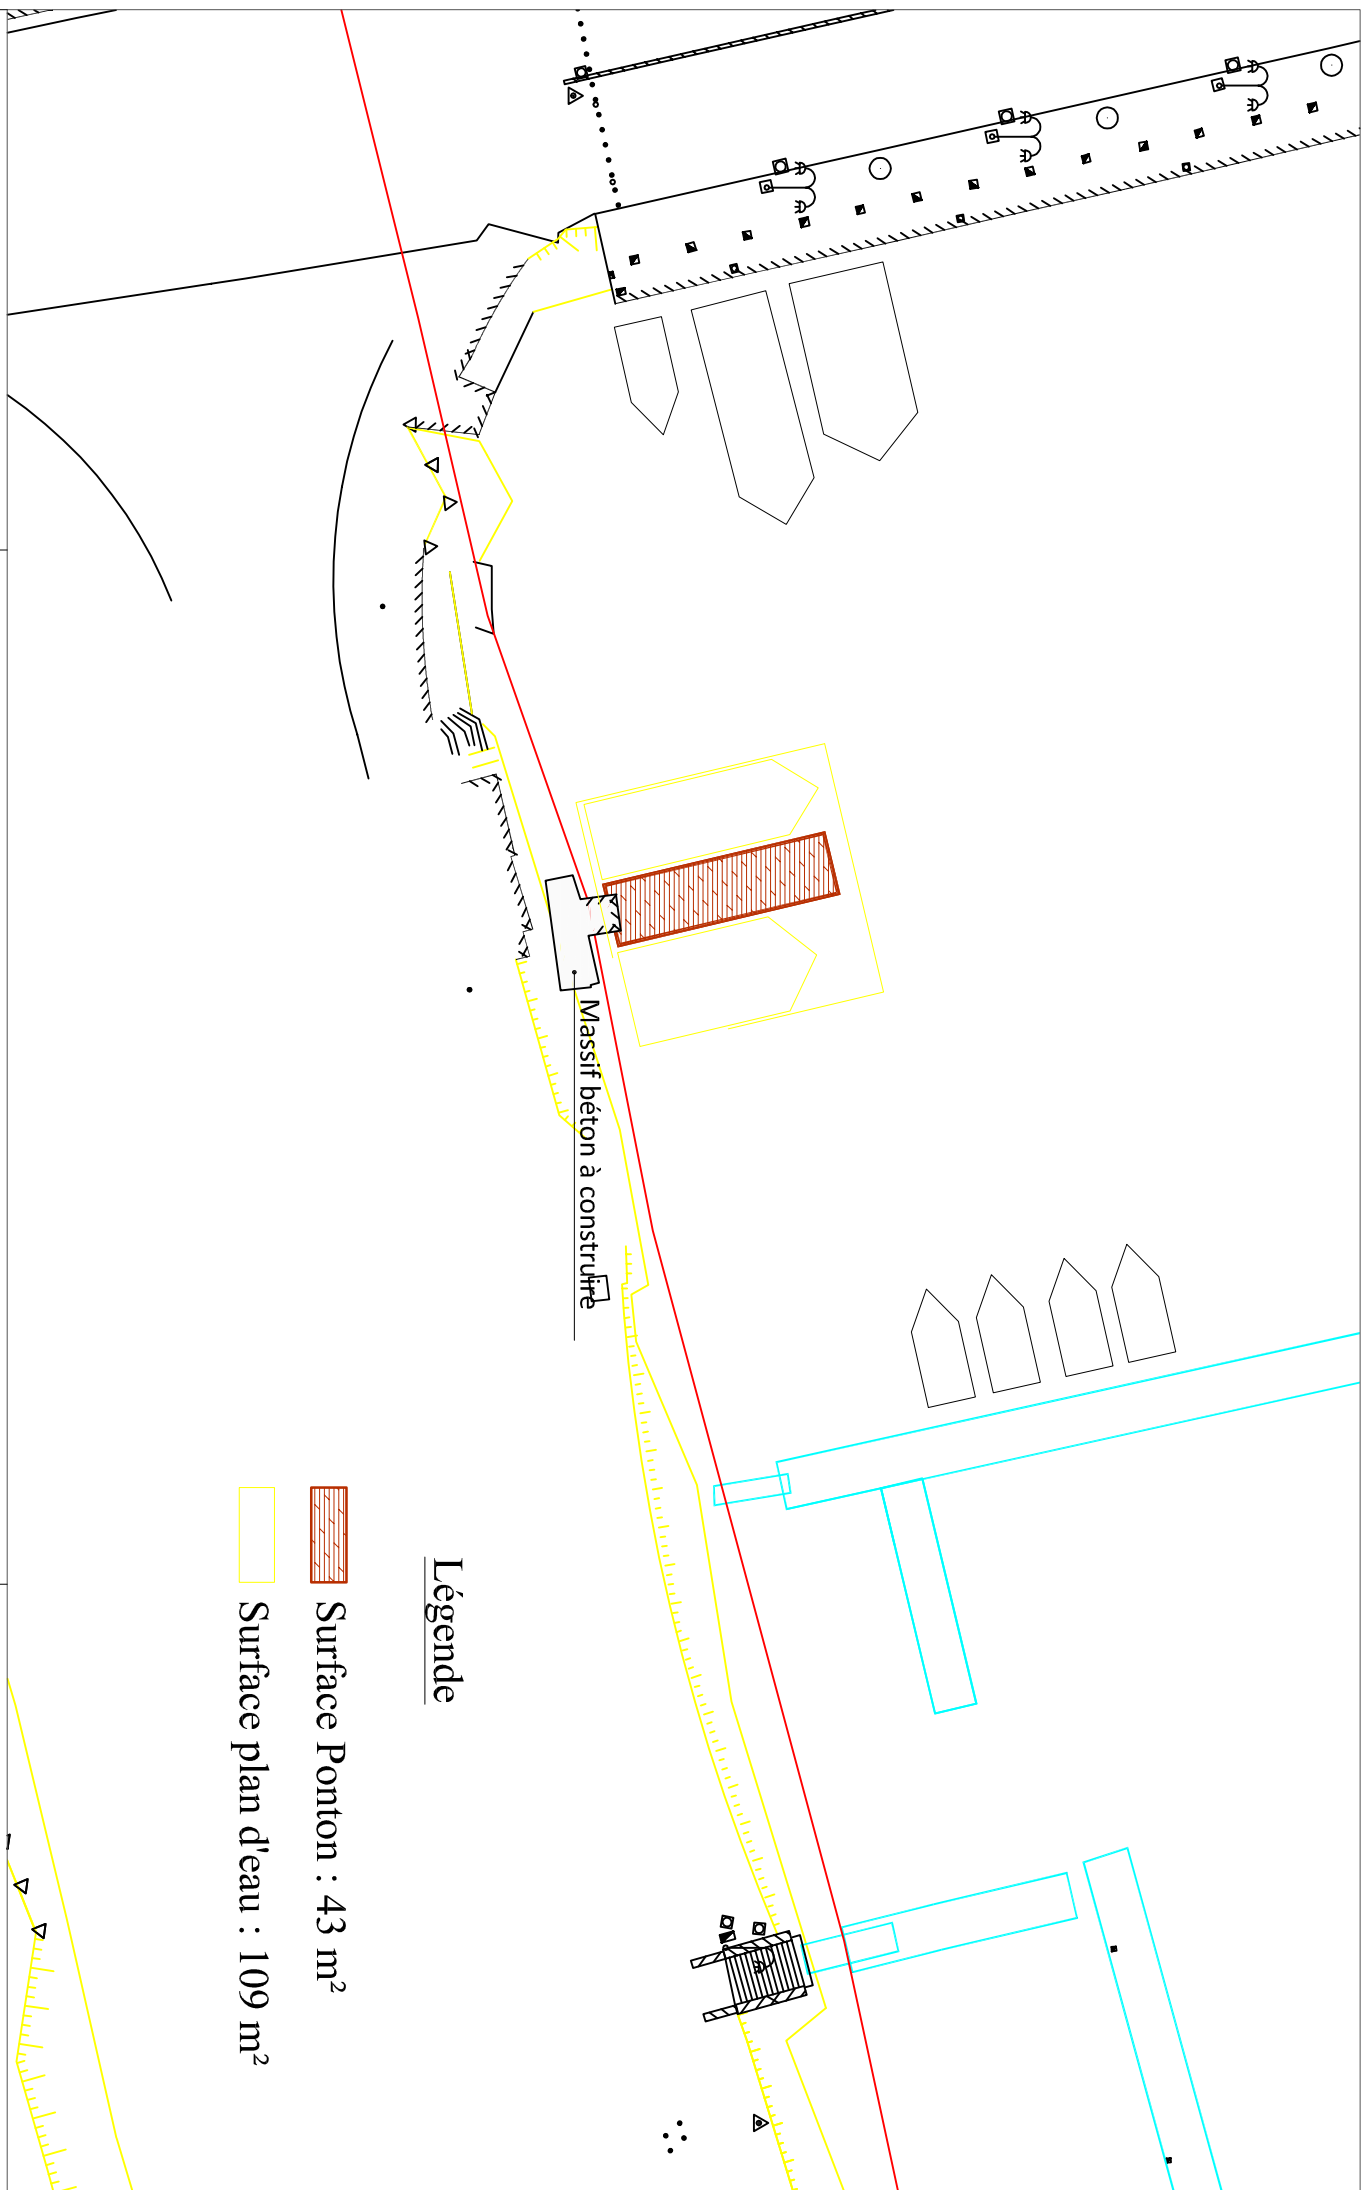 Massif béton à construire
Légende
Surface Ponton : 43 m²
Surface plan d'eau : 109 m²